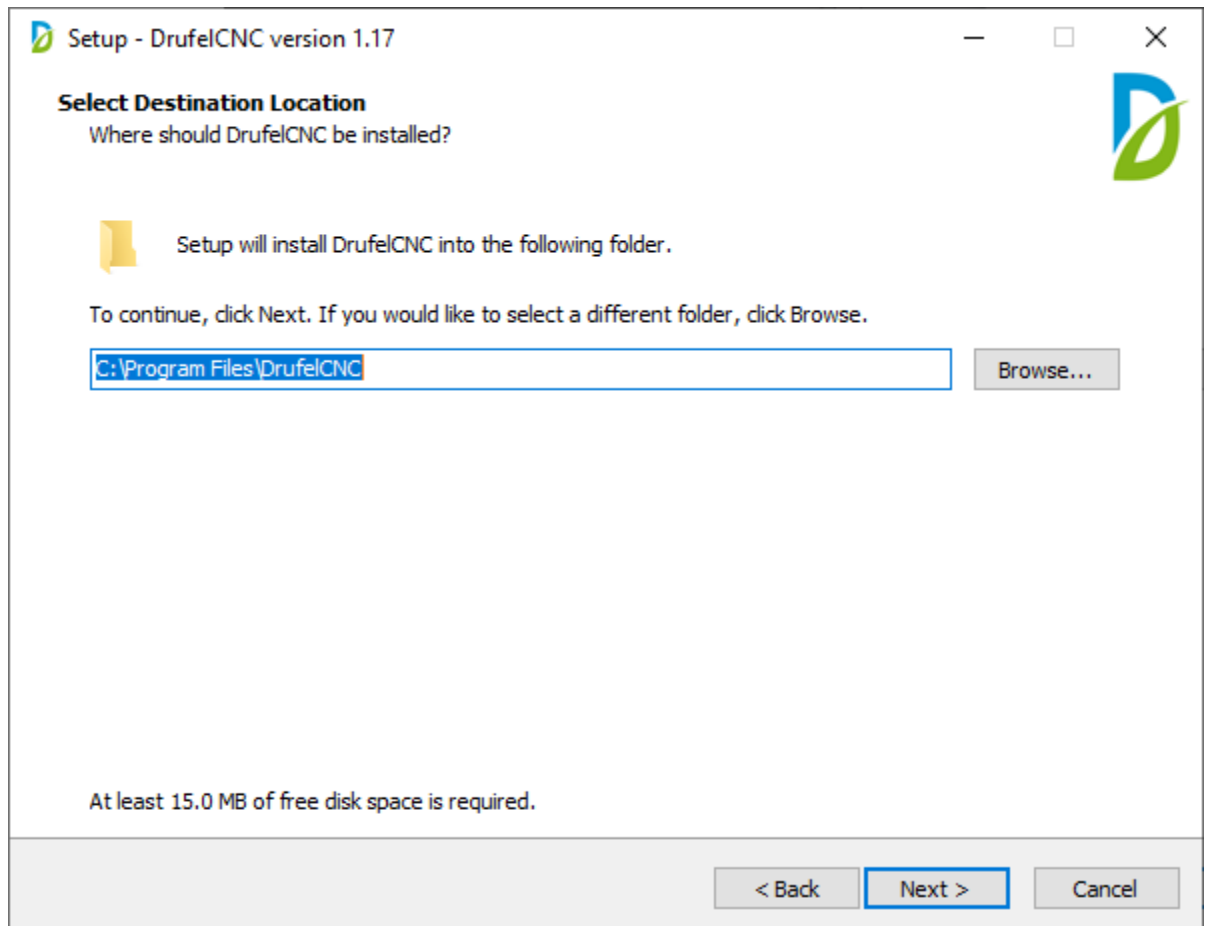 Setup - DrufelCNC version 1.17
Select Destination Location
Where should DrufelCNC be installed?
Setup will install DrufelCNC into the following folder.
To continue, click Next. If you would like to select a different folder, click Browse.
C:\Program Files\DrufelCNC
Browse...
At least 15.0 MB of free disk space is required.
< Back Next > Cancel